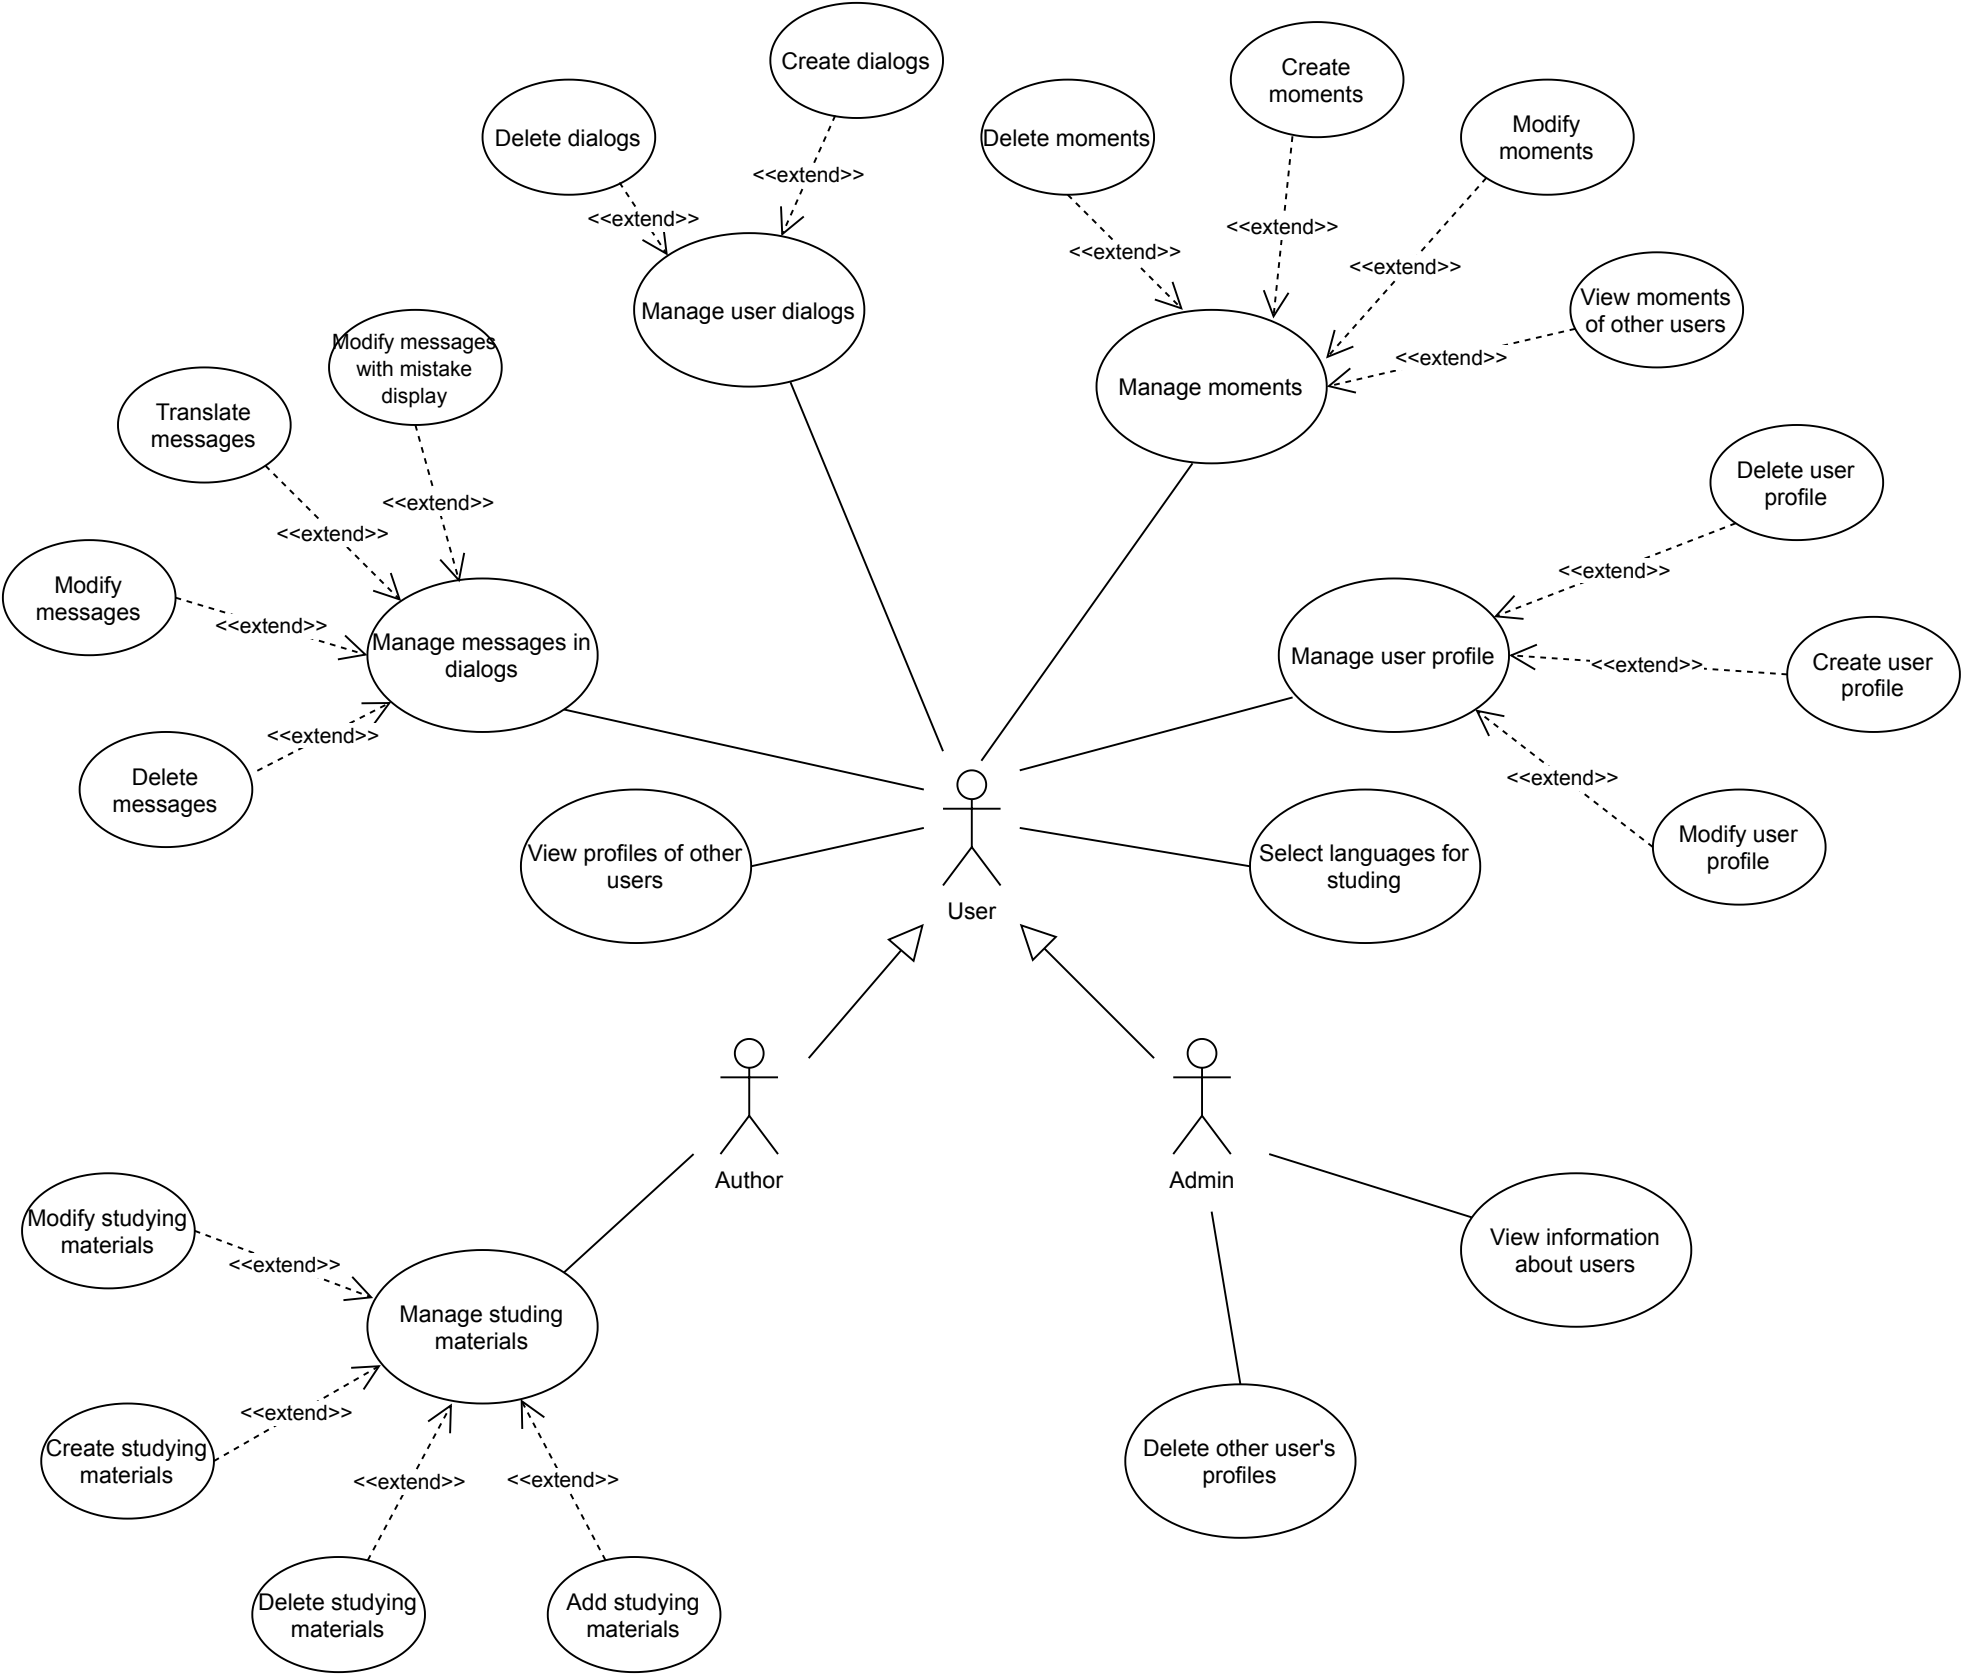 Create dialogs
Delete dialogs
<<extend>>
<<extend>>
Manage user dialogs
Delete moments
Create
moments
Modify
moments
View moments
of other users
<<extend>>
<<extend>>
<<extend>>
<<extend>>
Manage moments
Modify messages
with mistake
display
Translate
messages
Modify
messages
Delete
messages
<<extend>>
<<extend>>
<<extend>>
<<extend>>
Manage messages in
dialogs
Delete user
profile
Create user
profile
Modify user
profile
<<extend>>
<<extend>>
<<extend>>
Manage user profile
View profiles of other
users
Select languages for
studing
User
Author
Admin
Modify studying
materials
Create studying
materials
Delete studying
materials
Add studying
materials
<<extend>>
<<extend>>
<<extend>>
<<extend>>
Manage studing
materials
View information
about users
Delete other user's
profiles